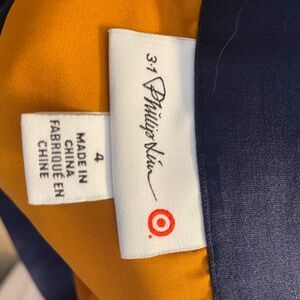 3.1 Phillip Lim
4
MADE IN
CHINA
FABRIQUÉ EN
CHINE